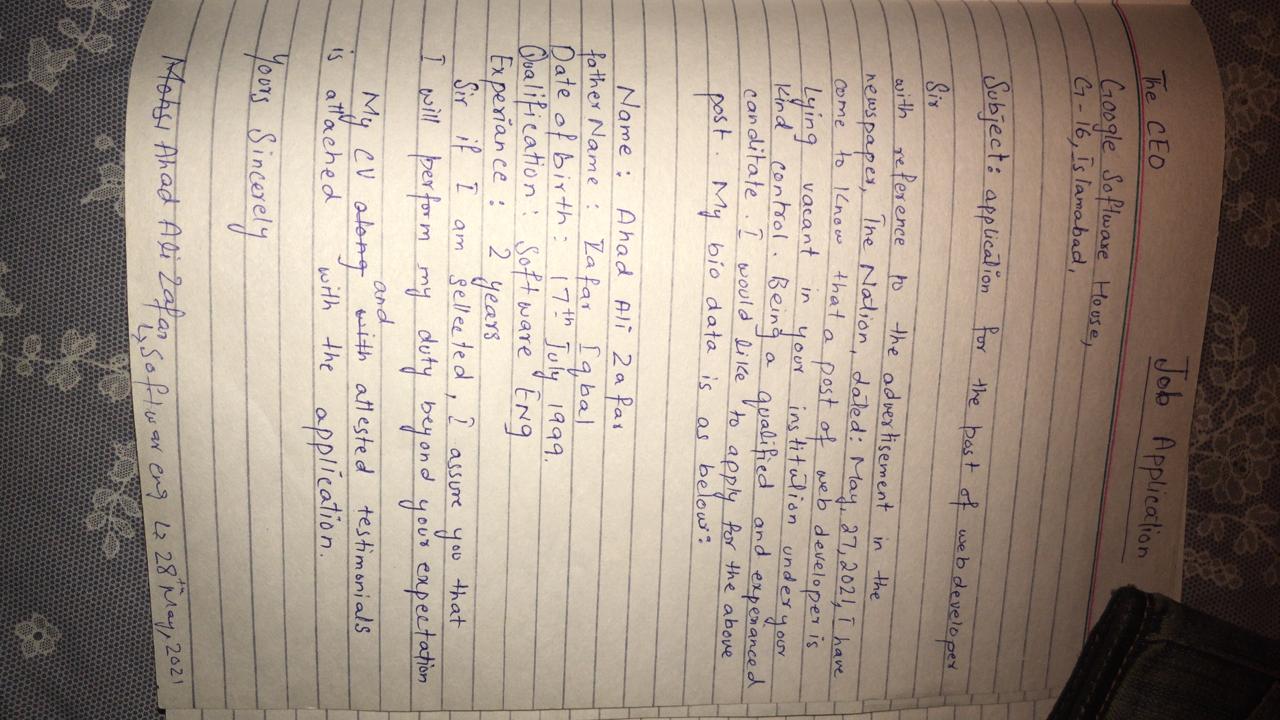 Job Application
The CEO
Google Software House,
G-16, Islamabad,
Subject: application for the post of web developer
Sir
with reference to the advertisement in the
newspaper, The Nation, dated: May, 27, 2021, I have
come to know that a post of web developer is
Lying vacant in your institution under your
kind control. Being a qualified and experianced
canditate. I would like to apply for the above
post. My bio data is as below:
Name: Ahad Ali Zafar
father Name: Zafar Iqbal
Date of birth: 17th July 1999.
Qualification: Software Eng
Experiance: 2 years
Sir if I am sellected, I assure you that
I will perform my duty beyond your expectation
and
My CV along with attested testimonials
is attached with the application.
Yours Sincerely
Mohsi Ahad Ali Zafar
↳ Softwar eng ↳ 28th May, 2021